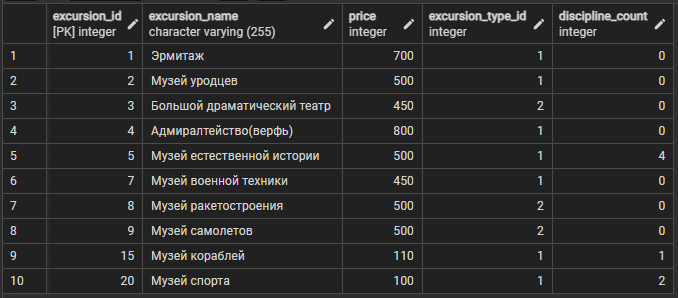 excursion_id excursion_name price excursion_type_id discipline_count
[PK] integer character varying (255) integer integer integer
1 1 Эрмитаж 700 1 0
2 2 Музей уродцев 500 1 0
3 3 Большой драматический театр 450 2 0
4 4 Адмиралтейство(верфь) 800 1 0
5 5 Музей естественной истории 500 1 4
6 7 Музей военной техники 450 1 0
7 8 Музей ракетостроения 500 2 0
8 9 Музей самолетов 500 2 0
9 15 Музей кораблей 110 1 1
10 20 Музей спорта 100 1 2